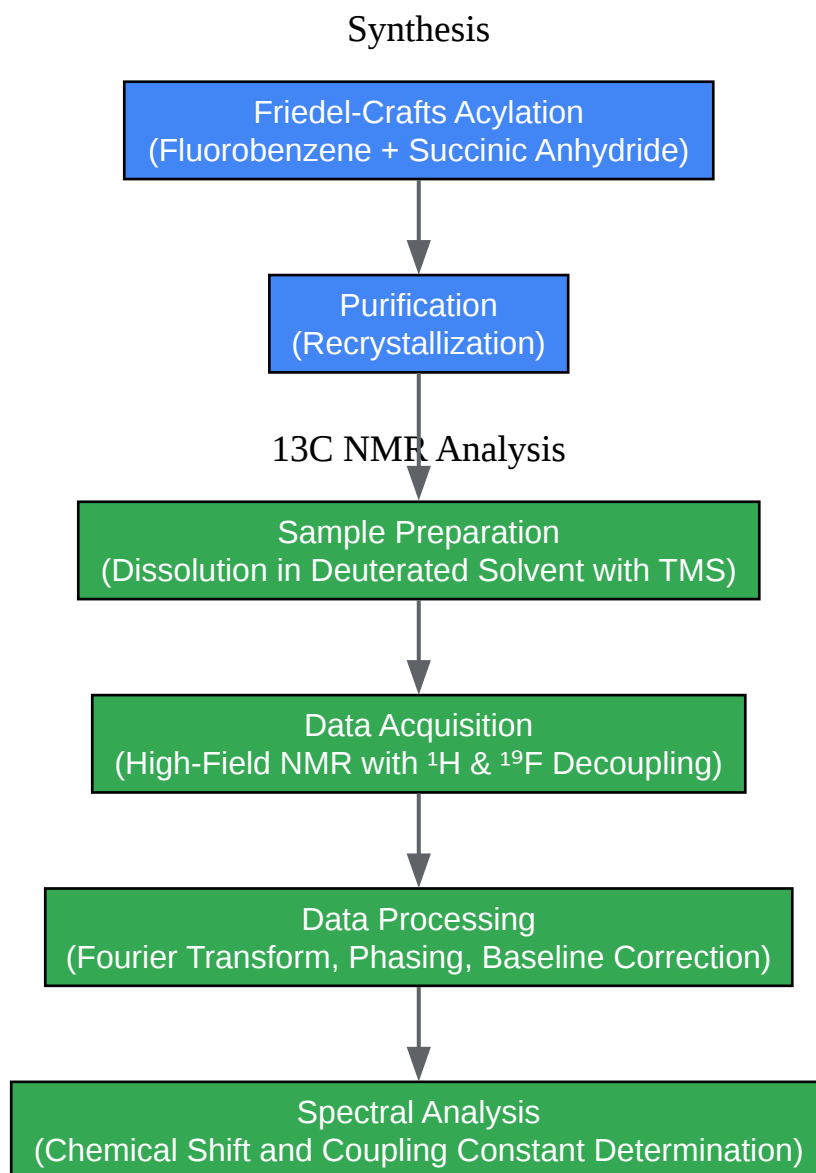 Synthesis
Friedel-Crafts Acylation
(Fluorobenzene + Succinic Anhydride)
Purification
(Recrystallization)
13C NMR Analysis
Sample Preparation
(Dissolution in Deuterated Solvent with TMS)
Data Acquisition
(High-Field NMR with ¹H & ¹⁹F Decoupling)
Data Processing
(Fourier Transform, Phasing, Baseline Correction)
Spectral Analysis
(Chemical Shift and Coupling Constant Determination)